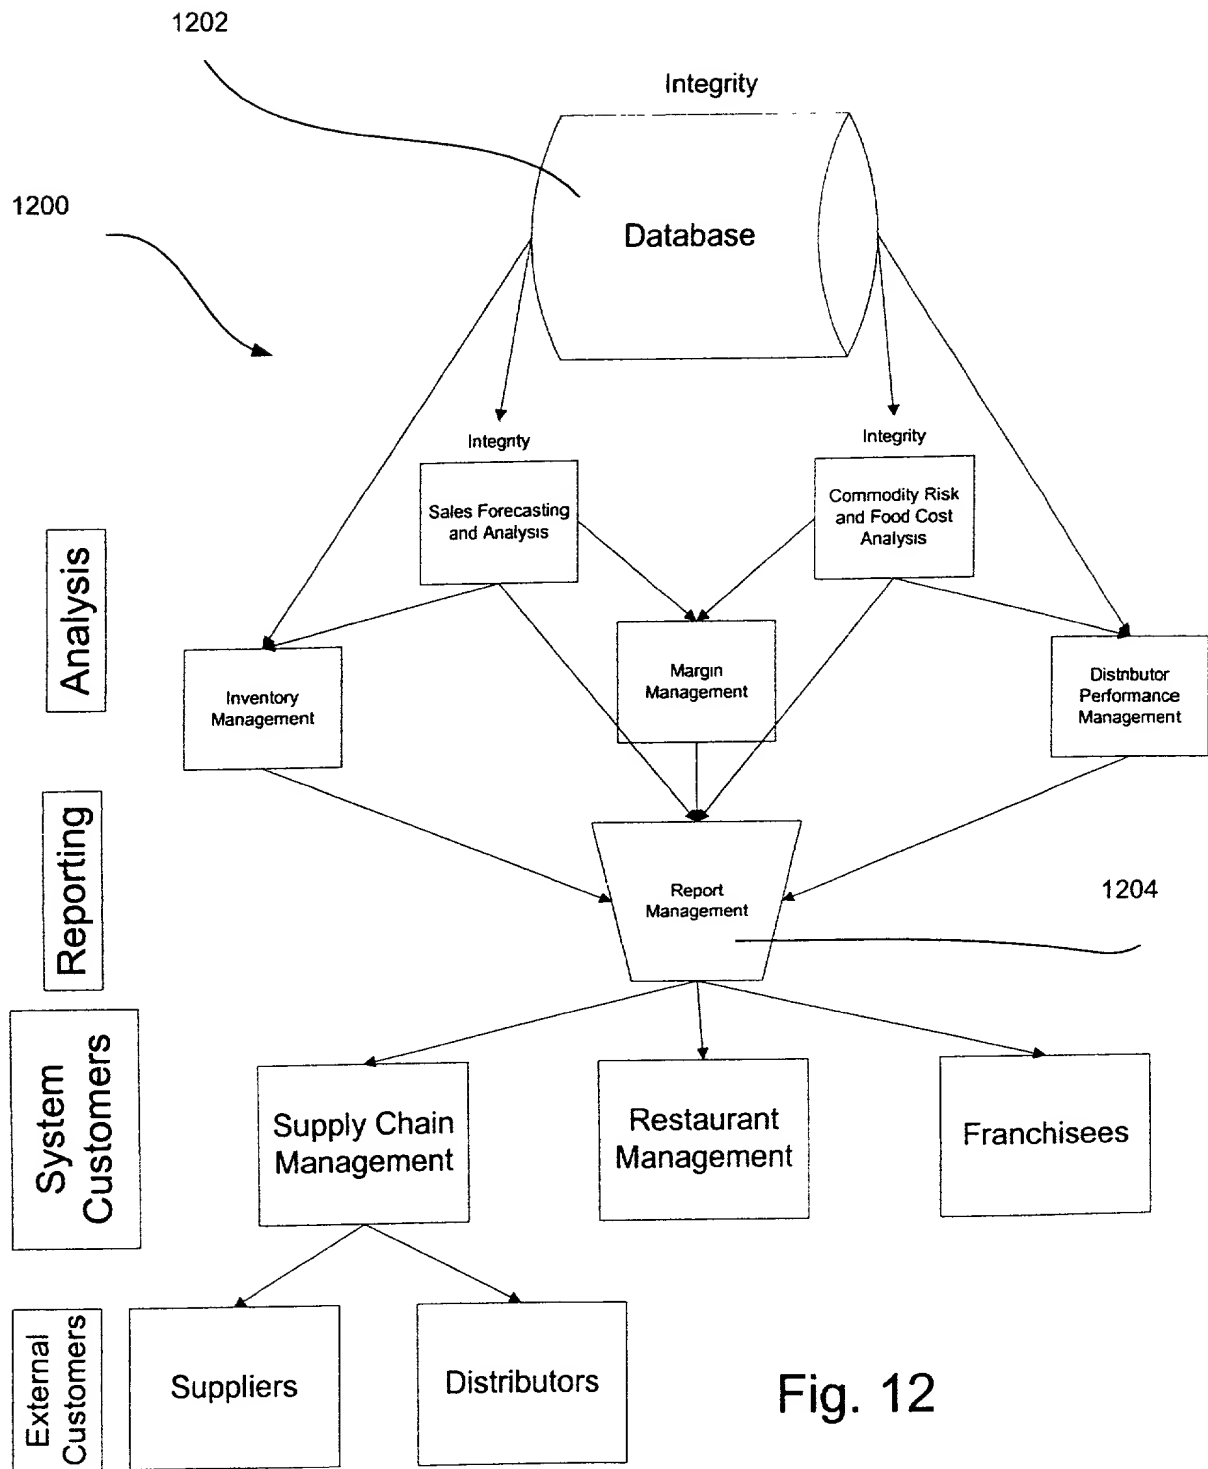 1202
Integrity
1200
Database
Integrity
Integrity
Sales Forecasting
and Analysis
Commodity Risk
and Food Cost
Analysis
Analysis
Inventory
Management
Margin
Management
Distributor
Performance
Management
Reporting
Report
Management
1204
System
Customers
Supply Chain
Management
Restaurant
Management
Franchisees
External
Customers
Suppliers
Distributors
Fig. 12